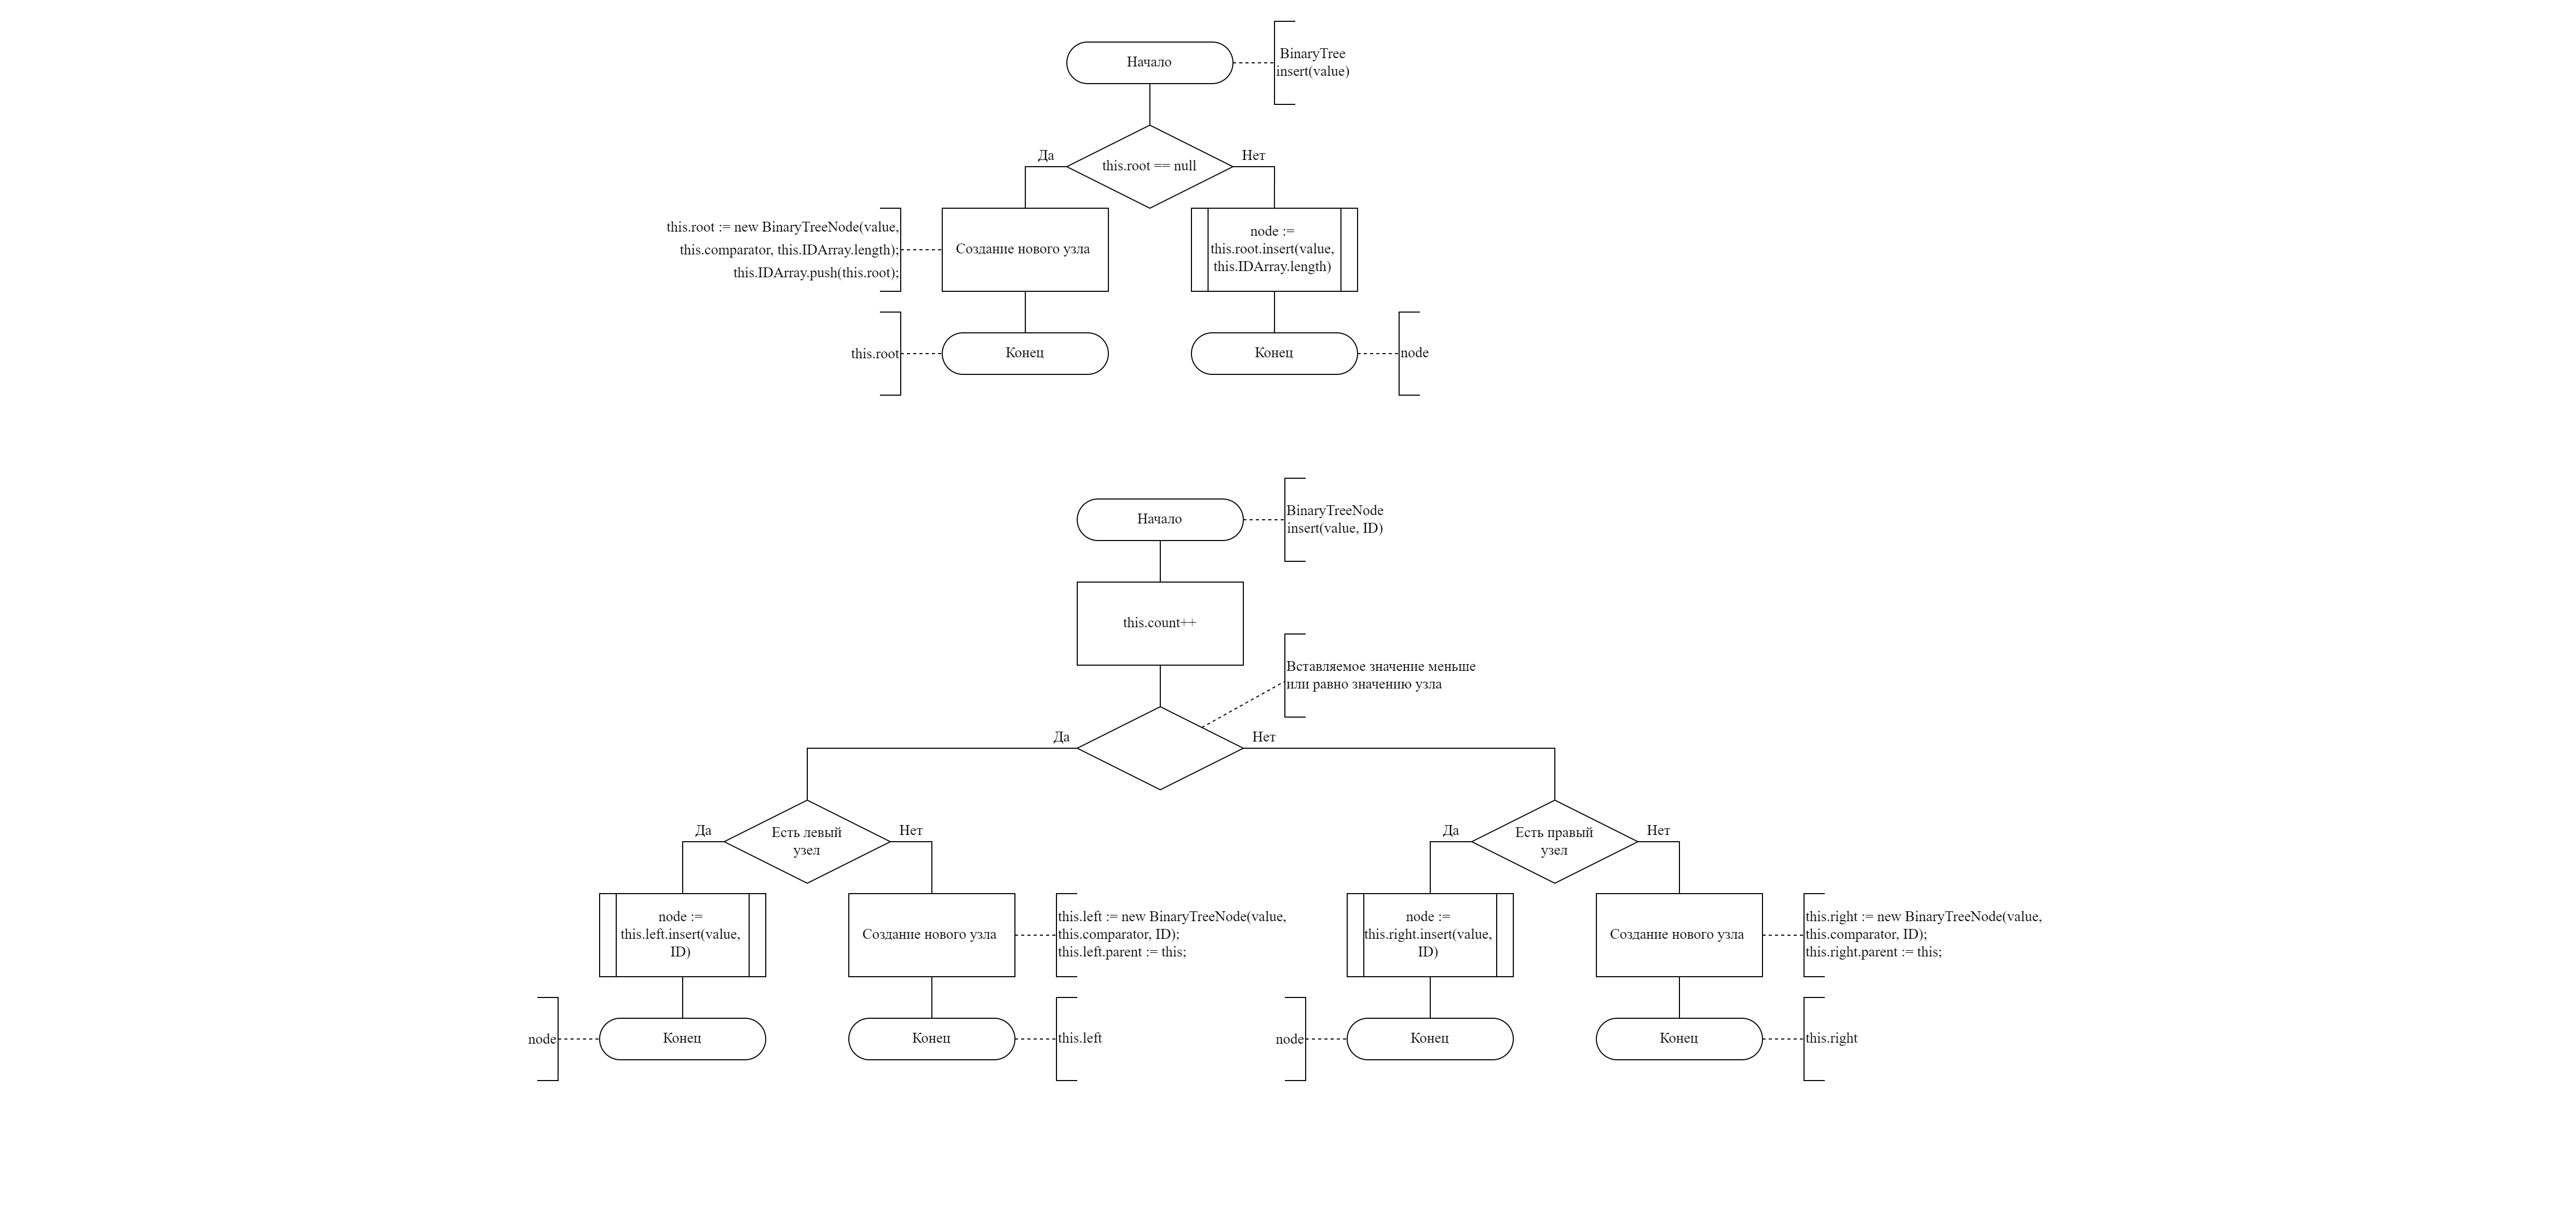 Начало
BinaryTree
insert(value)
Да
this.root == null
Нет
this.root := new BinaryTreeNode(value,
this.comparator, this.IDArray.length);
this.IDArray.push(this.root);
Создание нового узла
node :=
this.root.insert(value,
this.IDArray.length)
this.root
Конец
Конец
node
Начало
BinaryTreeNode
insert(value, ID)
this.count++
Вставляемое значение меньше
или равно значению узла
Да
Нет
Да
Есть левый
узел
Нет
Да
Есть правый
узел
Нет
node :=
this.left.insert(value,
ID)
Создание нового узла
this.left := new BinaryTreeNode(value,
this.comparator, ID);
this.left.parent := this;
node :=
this.right.insert(value,
ID)
Создание нового узла
this.right := new BinaryTreeNode(value,
this.comparator, ID);
this.right.parent := this;
node
Конец
Конец
this.left
node
Конец
Конец
this.right